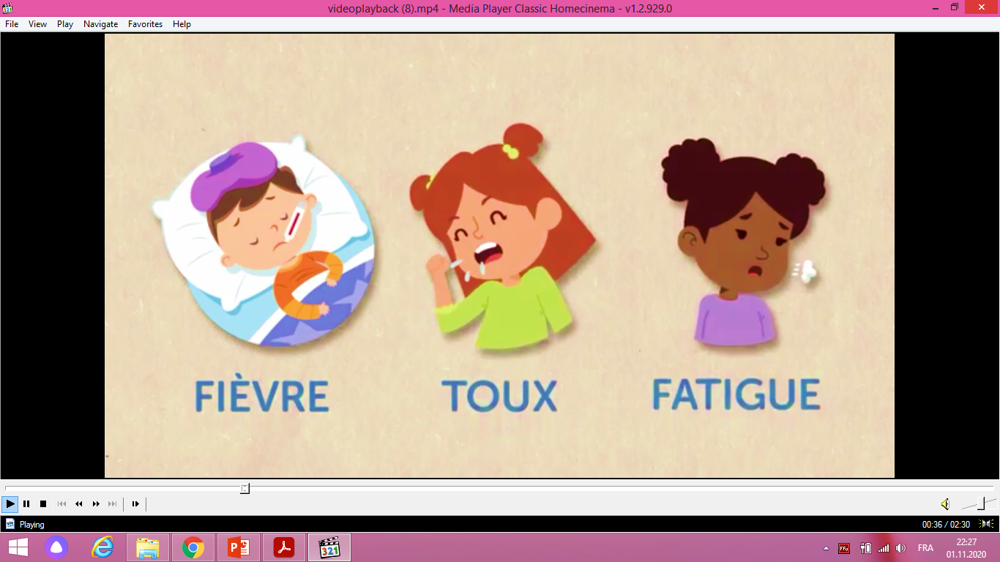 videoplayback (8).mp4 - Media Player Classic Homecinema - v1.2.929.0
File View Play Navigate Favorites Help
FIÈVRE TOUX FATIGUE
Playing
00:36 / 02:30
321
FRA
22:27
01.11.2020